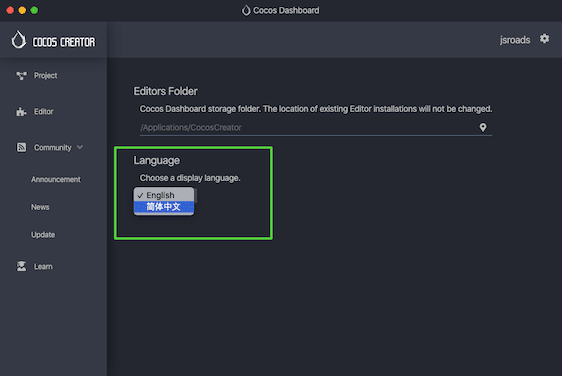 Cocos Dashboard
COCOS CREATOR
jsroads
Project
Editor
Community
Announcement
News
Update
Learn
Editors Folder
Cocos Dashboard storage folder. The location of existing Editor installations will not be changed.
/Applications/CocosCreator
Language
Choose a display language.
✓ English
简体中文